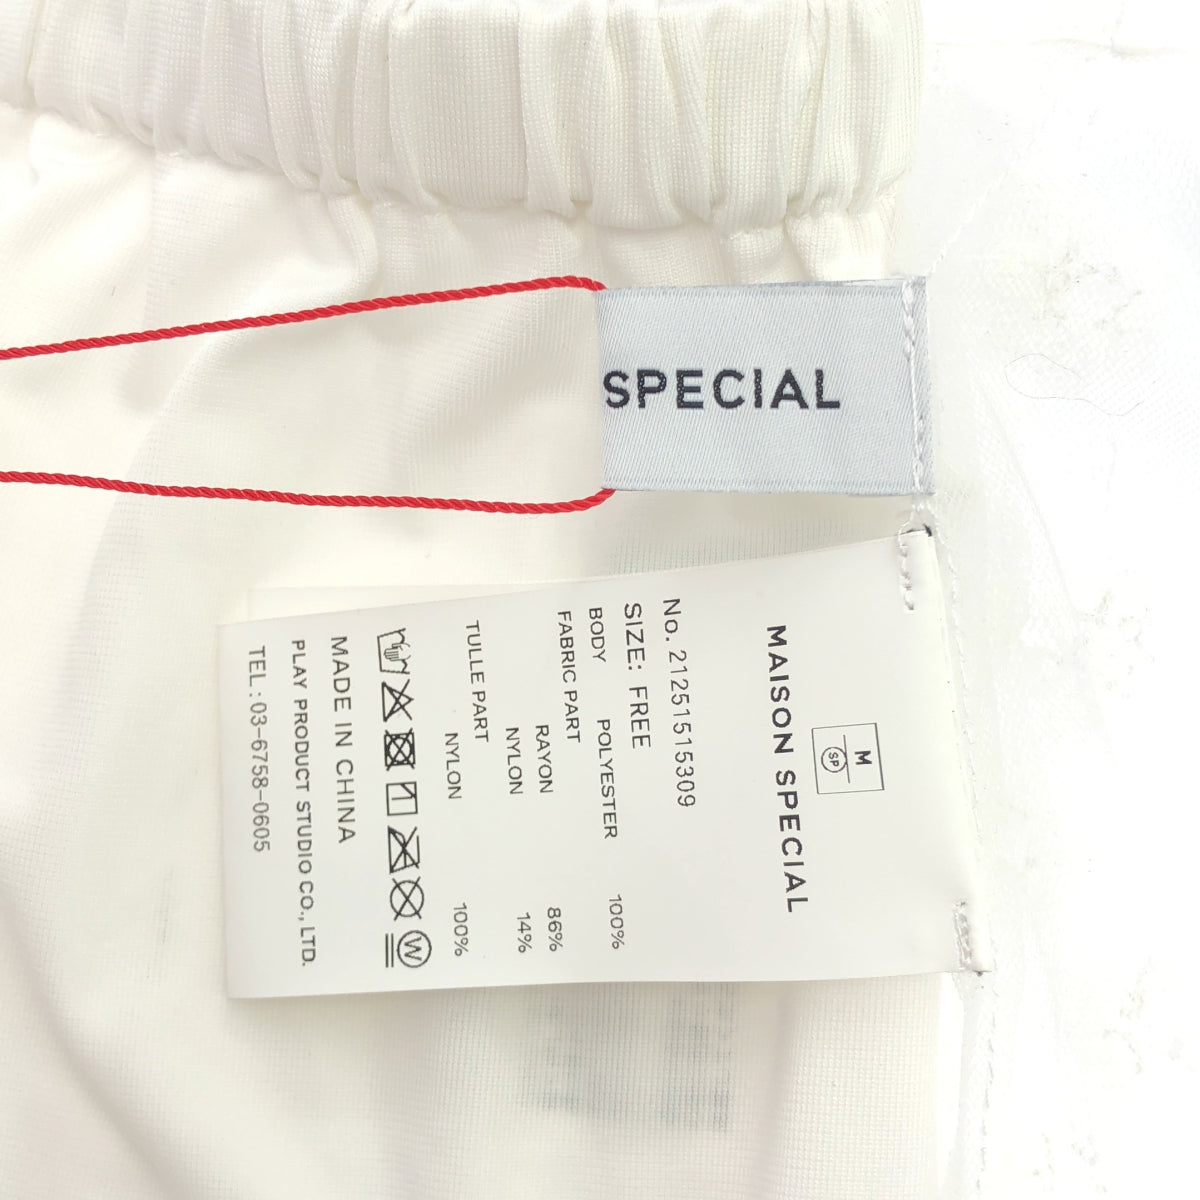 SPECIAL
M
SP
MAISON SPECIAL
No. 21251515309
SIZE: FREE
BODY POLYESTER 100%
FABRIC PART
RAYON 86%
NYLON 14%
TULLE PART
NYLON 100%
W
MADE IN CHINA
PLAY PRODUCT STUDIO CO., LTD.
TEL : 03-6758-0605